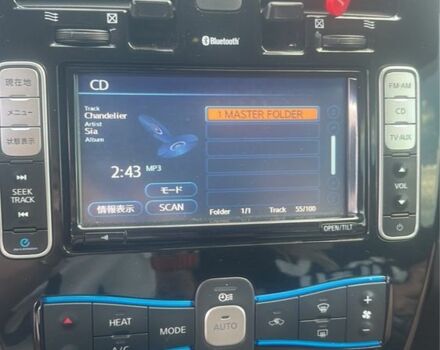 Bluetooth
現在地
メニュー
状態表示
SEEK
TRACK
CD
Track
Chandelier
Artist
Sia
Album
2:43 MP3
1 MASTER FOLDER
モード
情報表示
SCAN
Folder 1/1 Track 55/100
FM·AM
CD
TV·AUX
VOL
OPEN/TILT
HEAT
MODE
AUTO
A/C